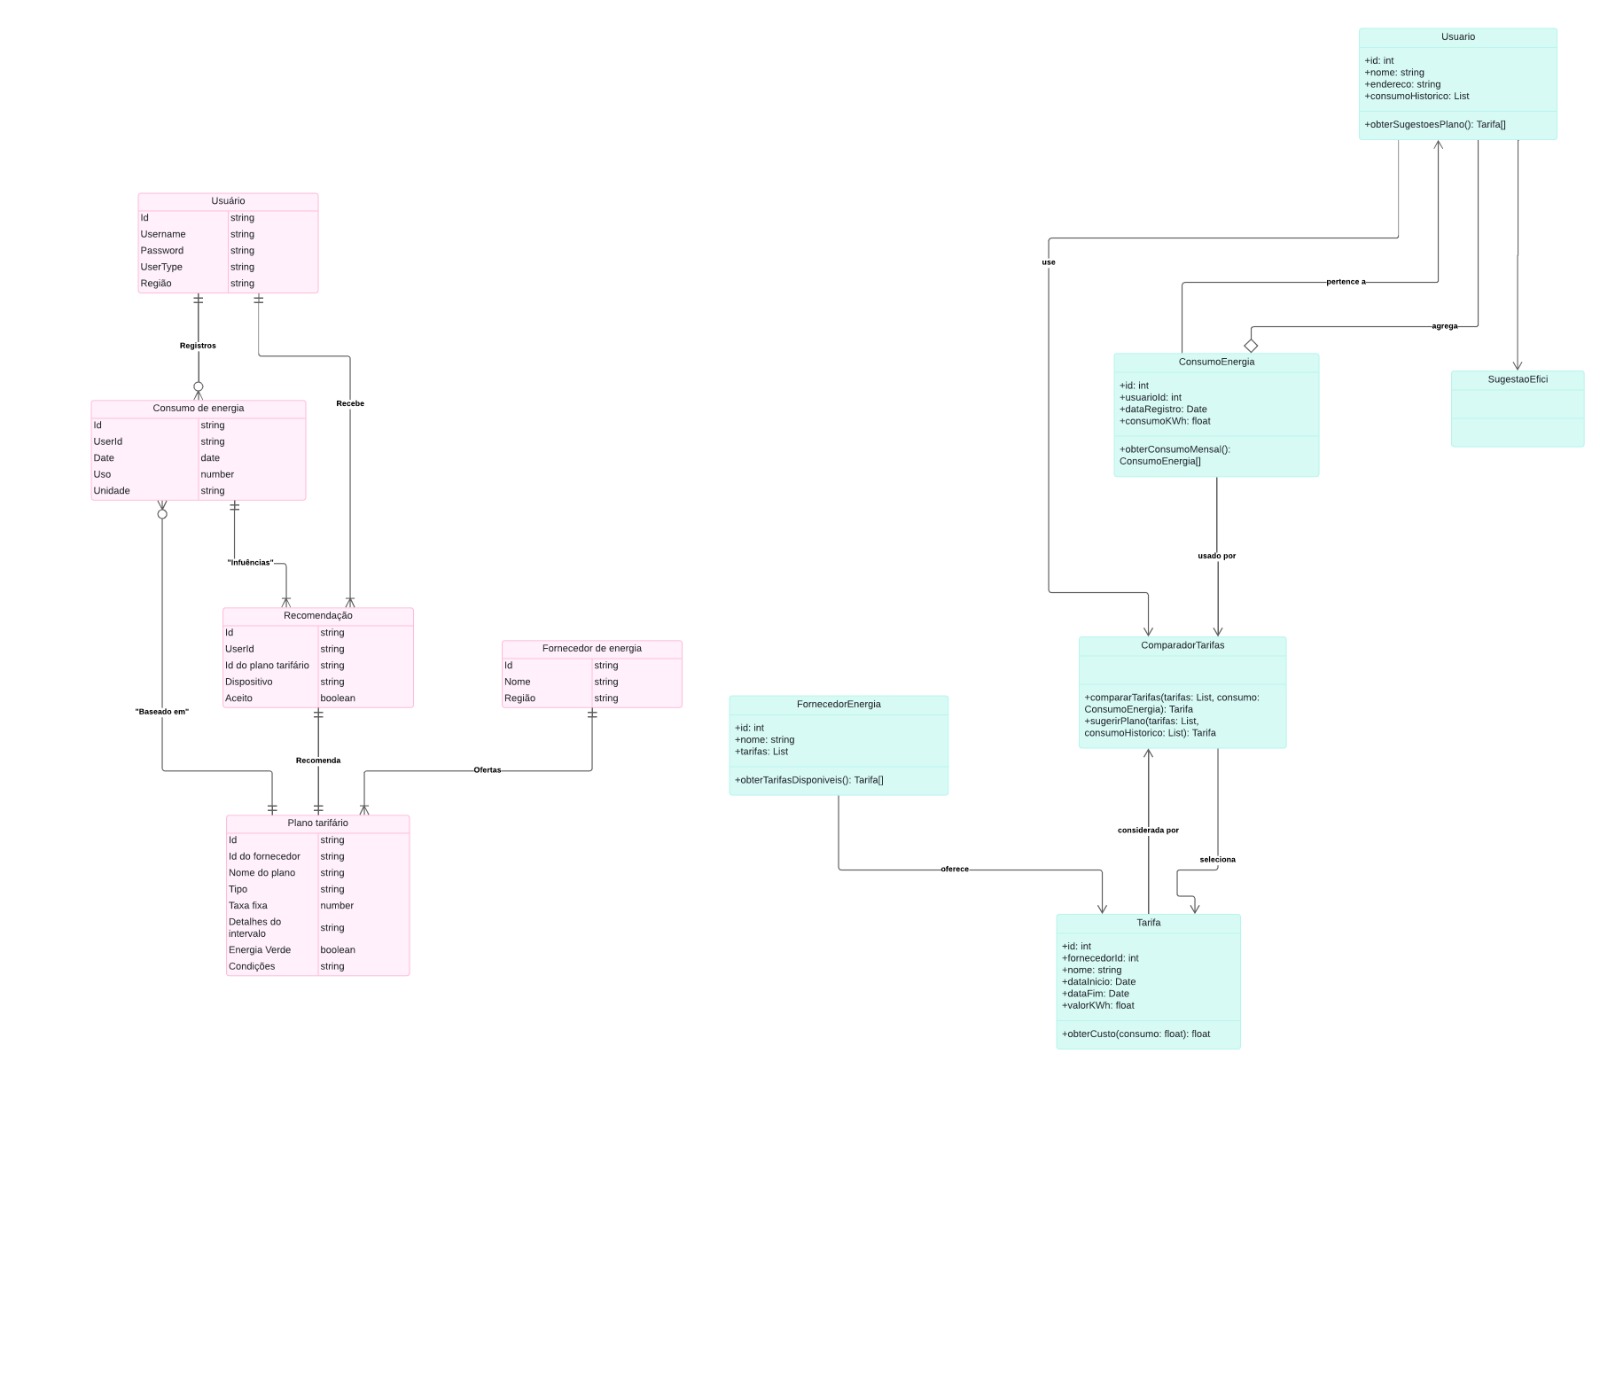 Usuário
Id string
Username string
Password string
UserType string
Região string
Registros
Recebe
Consumo de energia
Id string
UserId string
Date date
Uso number
Unidade string
"Infuências"
"Baseado em"
Recomendação
Id string
UserId string
Id do plano tarifário string
Dispositivo string
Aceito boolean
Fornecedor de energia
Id string
Nome string
Região string
Recomenda
Ofertas
Plano tarifário
Id string
Id do fornecedor string
Nome do plano string
Tipo string
Taxa fixa number
Detalhes do
intervalo string
Energia Verde boolean
Condições string
Usuario
+id: int
+nome: string
+endereco: string
+consumoHistorico: List
+obterSugestoesPlano(): Tarifa[]
use
pertence a
agrega
ConsumoEnergia
+id: int
+usuarioId: int
+dataRegistro: Date
+consumoKWh: float
+obterConsumoMensal():
ConsumoEnergia[]
SugestaoEfici
usado por
ComparadorTarifas
+compararTarifas(tarifas: List, consumo:
ConsumoEnergia): Tarifa
+sugerirPlano(tarifas: List,
consumoHistorico: List): Tarifa
FornecedorEnergia
+id: int
+nome: string
+tarifas: List
+obterTarifasDisponiveis(): Tarifa[]
considerada por
seleciona
oferece
Tarifa
+id: int
+fornecedorId: int
+nome: string
+dataInicio: Date
+dataFim: Date
+valorKWh: float
+obterCusto(consumo: float): float